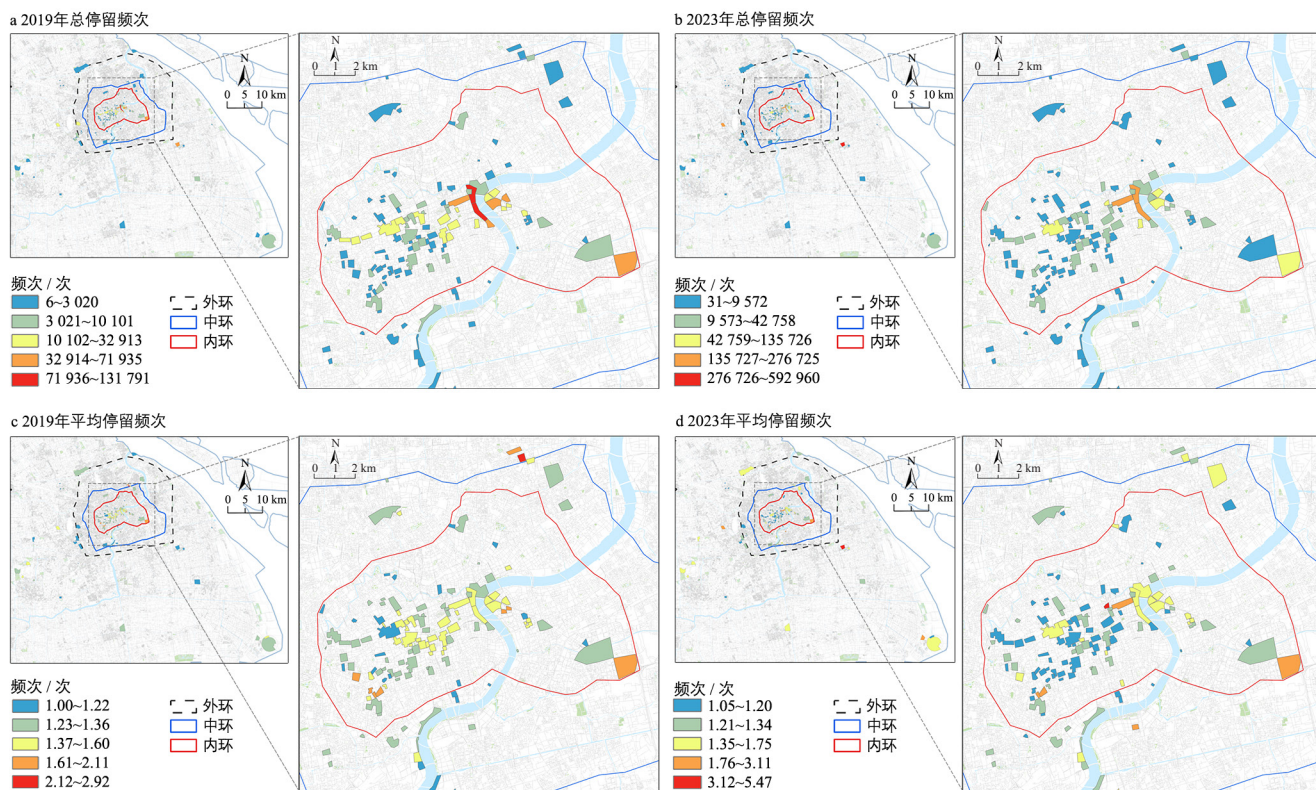 a 2019年总停留频次
N
0 1 2 km
N
0 5 10 km
频次 / 次
6~3 020
3 021~10 101
10 102~32 913
32 914~71 935
71 936~131 791
外环
中环
内环
b 2023年总停留频次
N
0 1 2 km
N
0 5 10 km
频次 / 次
31~9 572
9 573~42 758
42 759~135 726
135 727~276 725
276 726~592 960
外环
中环
内环
c 2019年平均停留频次
N
0 1 2 km
N
0 5 10 km
频次 / 次
1.00~1.22
1.23~1.36
1.37~1.60
1.61~2.11
2.12~2.92
外环
中环
内环
d 2023年平均停留频次
N
0 1 2 km
N
0 5 10 km
频次 / 次
1.05~1.20
1.21~1.34
1.35~1.75
1.76~3.11
3.12~5.47
外环
中环
内环